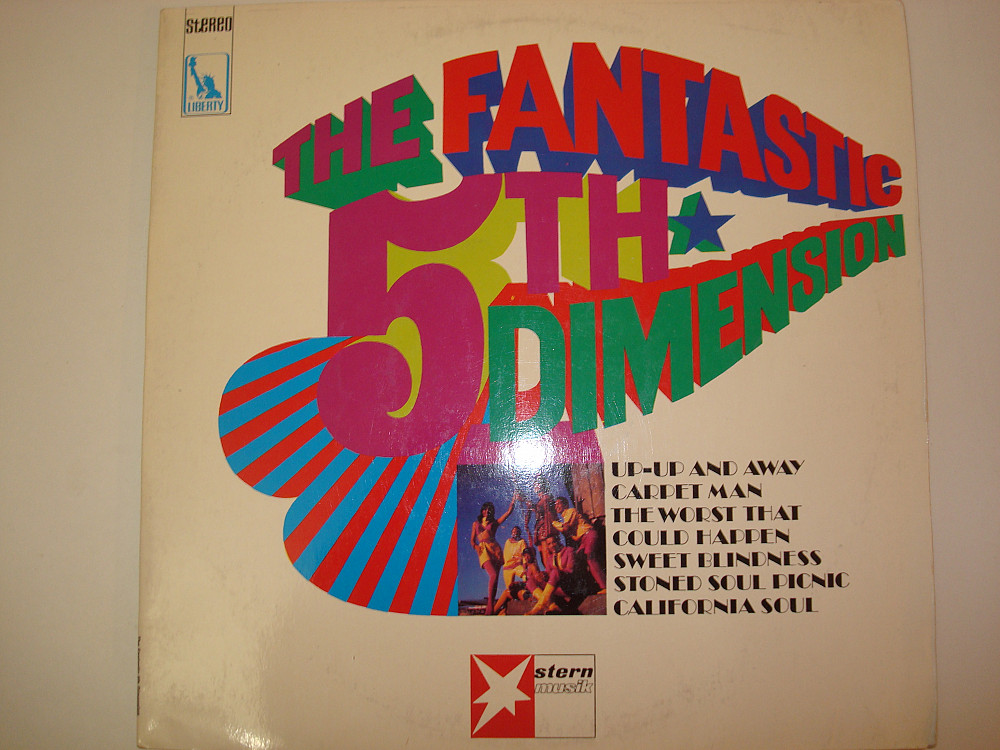 STEREO
LIBERTY
THE FANTASTIC
5TH
DIMENSION
UP-UP AND AWAY
CARPET MAN
THE WORST THAT
COULD HAPPEN
SWEET BLINDNESS
STONED SOUL PICNIC
CALIFORNIA SOUL
stern
musik